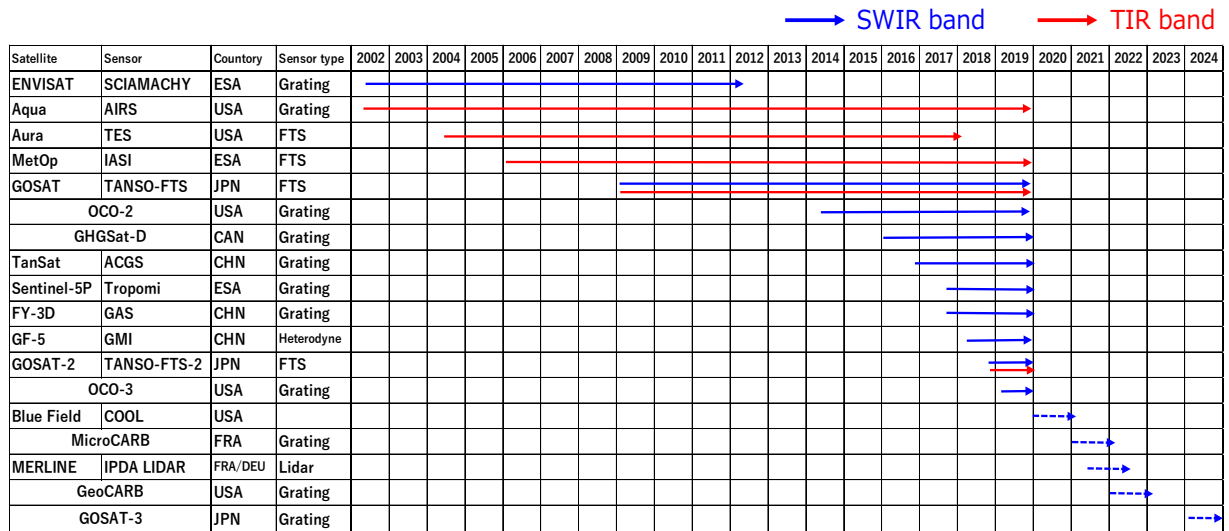 SWIR band TIR band
Satellite Sensor Countory Sensor type 2002 2003 2004 2005 2006 2007 2008 2009 2010 2011 2012 2013 2014 2015 2016 2017 2018 2019 2020 2021 2022 2023 2024
ENVISAT SCIAMACHY ESA Grating
Aqua AIRS USA Grating
Aura TES USA FTS
MetOp IASI ESA FTS
GOSAT TANSO-FTS JPN FTS
OCO-2 USA Grating
GHGSat-D CAN Grating
TanSat ACGS CHN Grating
Sentinel-5P Tropomi ESA Grating
FY-3D GAS CHN Grating
GF-5 GMI CHN Heterodyne
GOSAT-2 TANSO-FTS-2 JPN FTS
OCO-3 USA Grating
Blue Field COOL USA
MicroCARB FRA Grating
MERLINE IPDA LIDAR FRA/DEU Lidar
GeoCARB USA Grating
GOSAT-3 JPN Grating